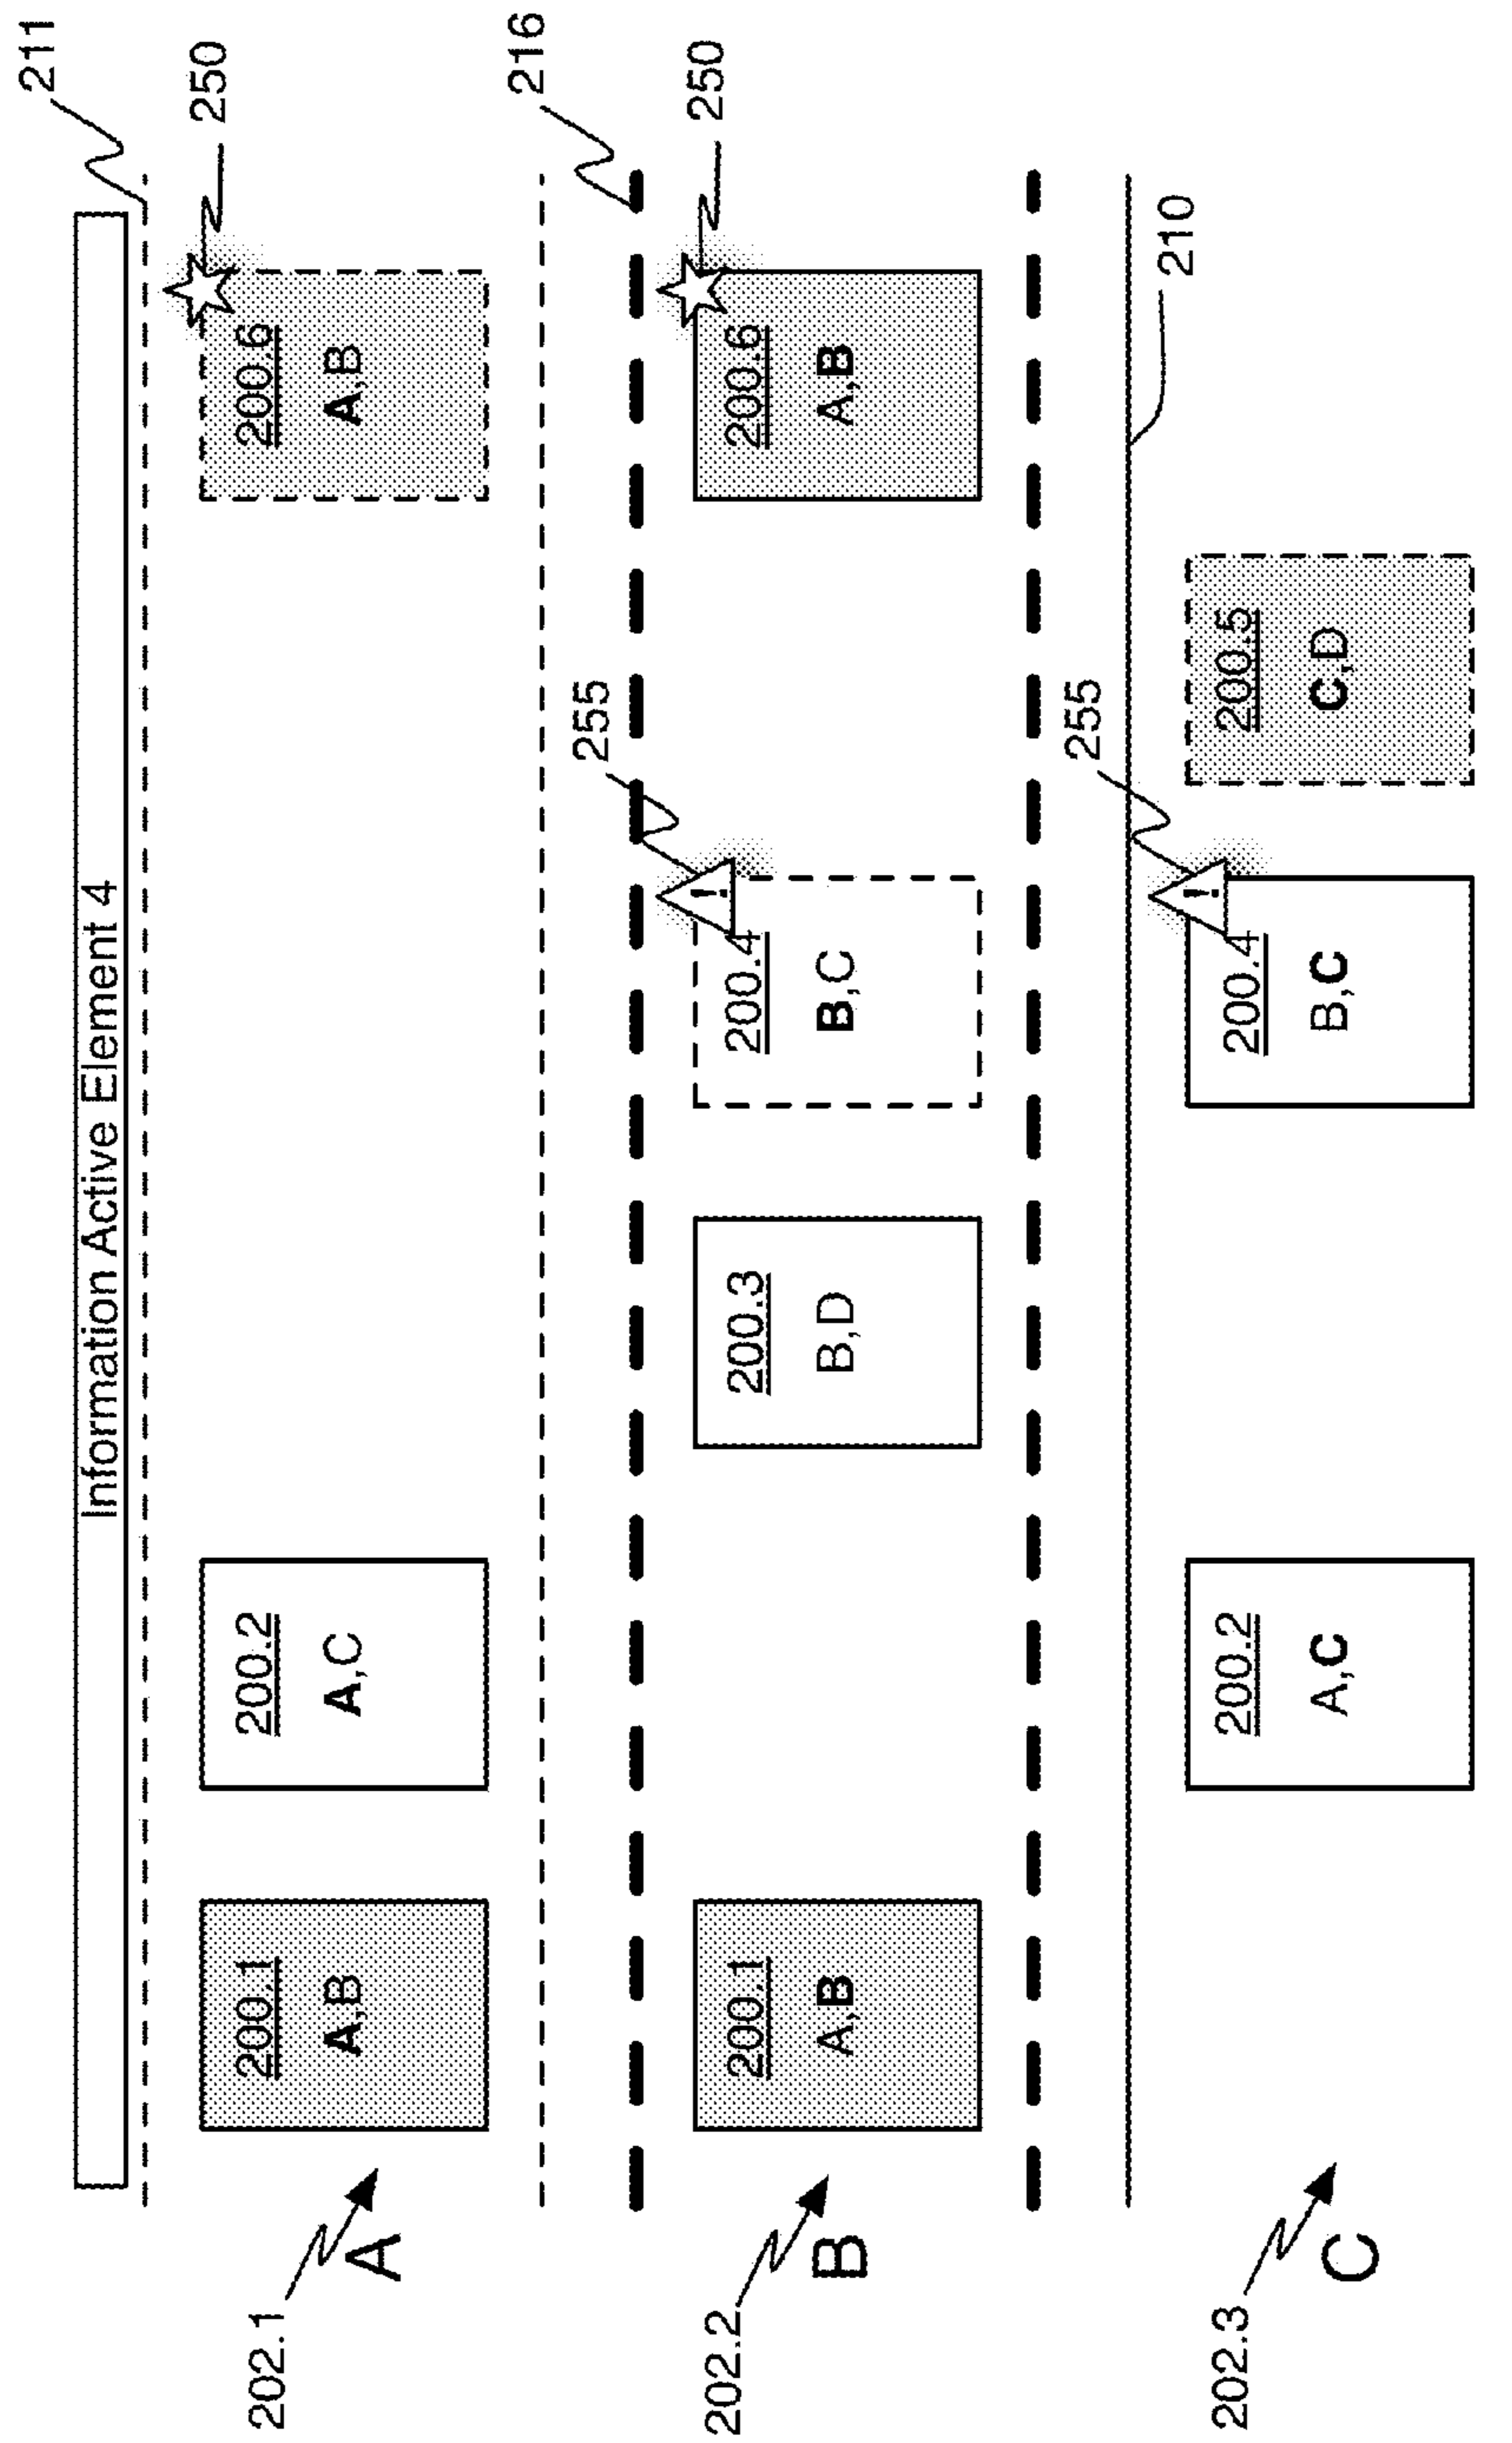 Information Active Element 4
211
202.1
A
200.1
A,B
200.2
A,C
200.6
A,B
250
216
202.2
B
200.1
A,B
200.3
B,D
200.4
B,C
!
255
200.6
A,B
250
210
202.3
C
200.2
A,C
200.4
B,C
!
255
200.5
C,D